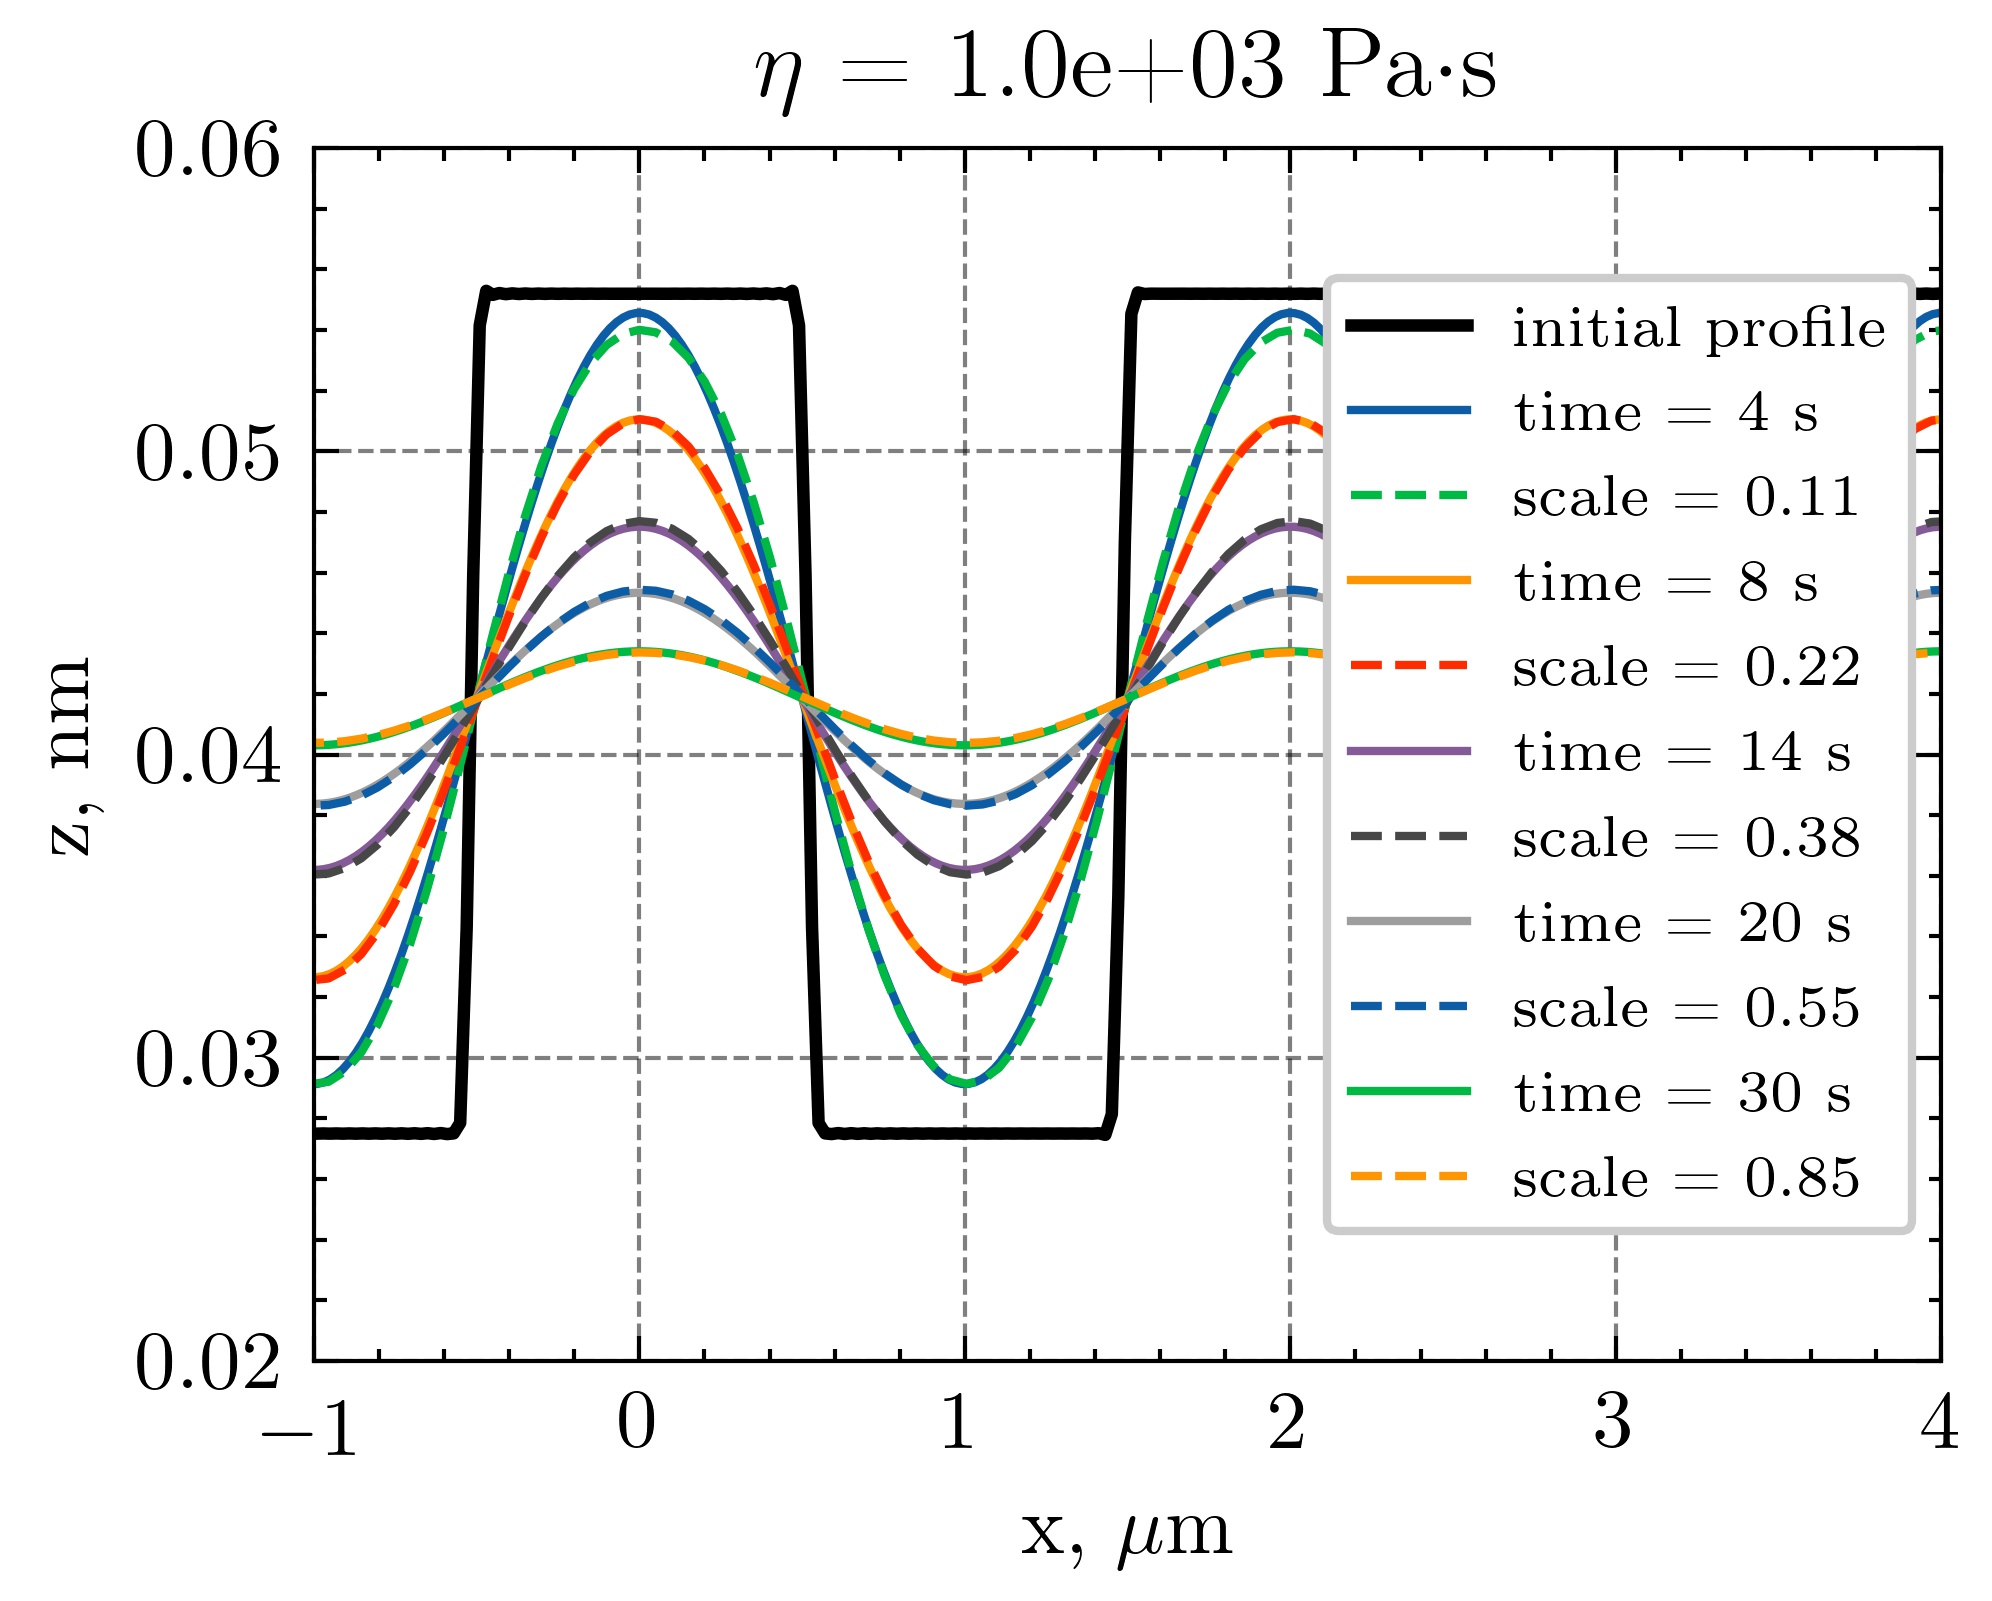 η = 1.0e+03 Pa·s
0.06
0.05
0.04
0.03
0.02
z, nm
−1
0
1
2
3
4
x, μm
initial profile
time = 4 s
scale = 0.11
time = 8 s
scale = 0.22
time = 14 s
scale = 0.38
time = 20 s
scale = 0.55
time = 30 s
scale = 0.85